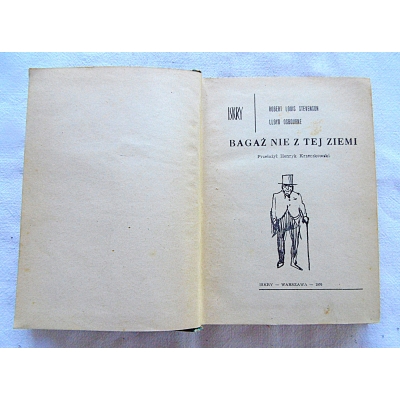 ISKRY
ROBERT LOUIS STEVENSON
LLOYD OSBOURNE
BAGAŻ NIE Z TEJ ZIEMI
Przełożył Henryk Krzeczkowski
ISKRY — WARSZAWA —